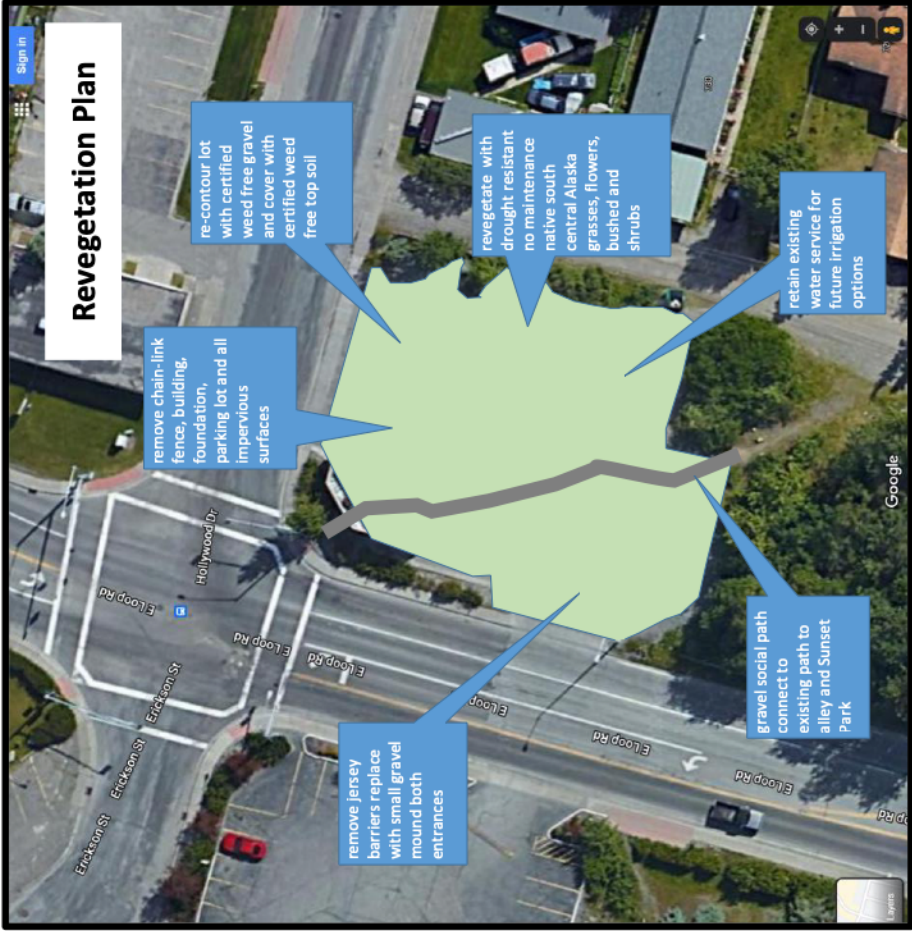 Sign in
Revegetation Plan
re-contour lot
with certified
weed free gravel
and cover with
certified weed
free top soil
remove chain-link
fence, building,
foundation,
parking lot and all
impervious
surfaces
revegetate with
drought resistant
no maintenance
native south
central Alaska
grasses, flowers,
bushed and
shrubs
retain existing
water service for
future irrigation
options
gravel social path
connect to
existing path to
alley and Sunset
Park
remove jersey
barriers replace
with small gravel
mound both
entrances
Hollywood Dr
E Loop Rd
E Loop Rd
E Loop Rd
E Loop Rd
E Loop Rd
E Loop Rd
Erickson St
Erickson St
Erickson St
Google
Layers